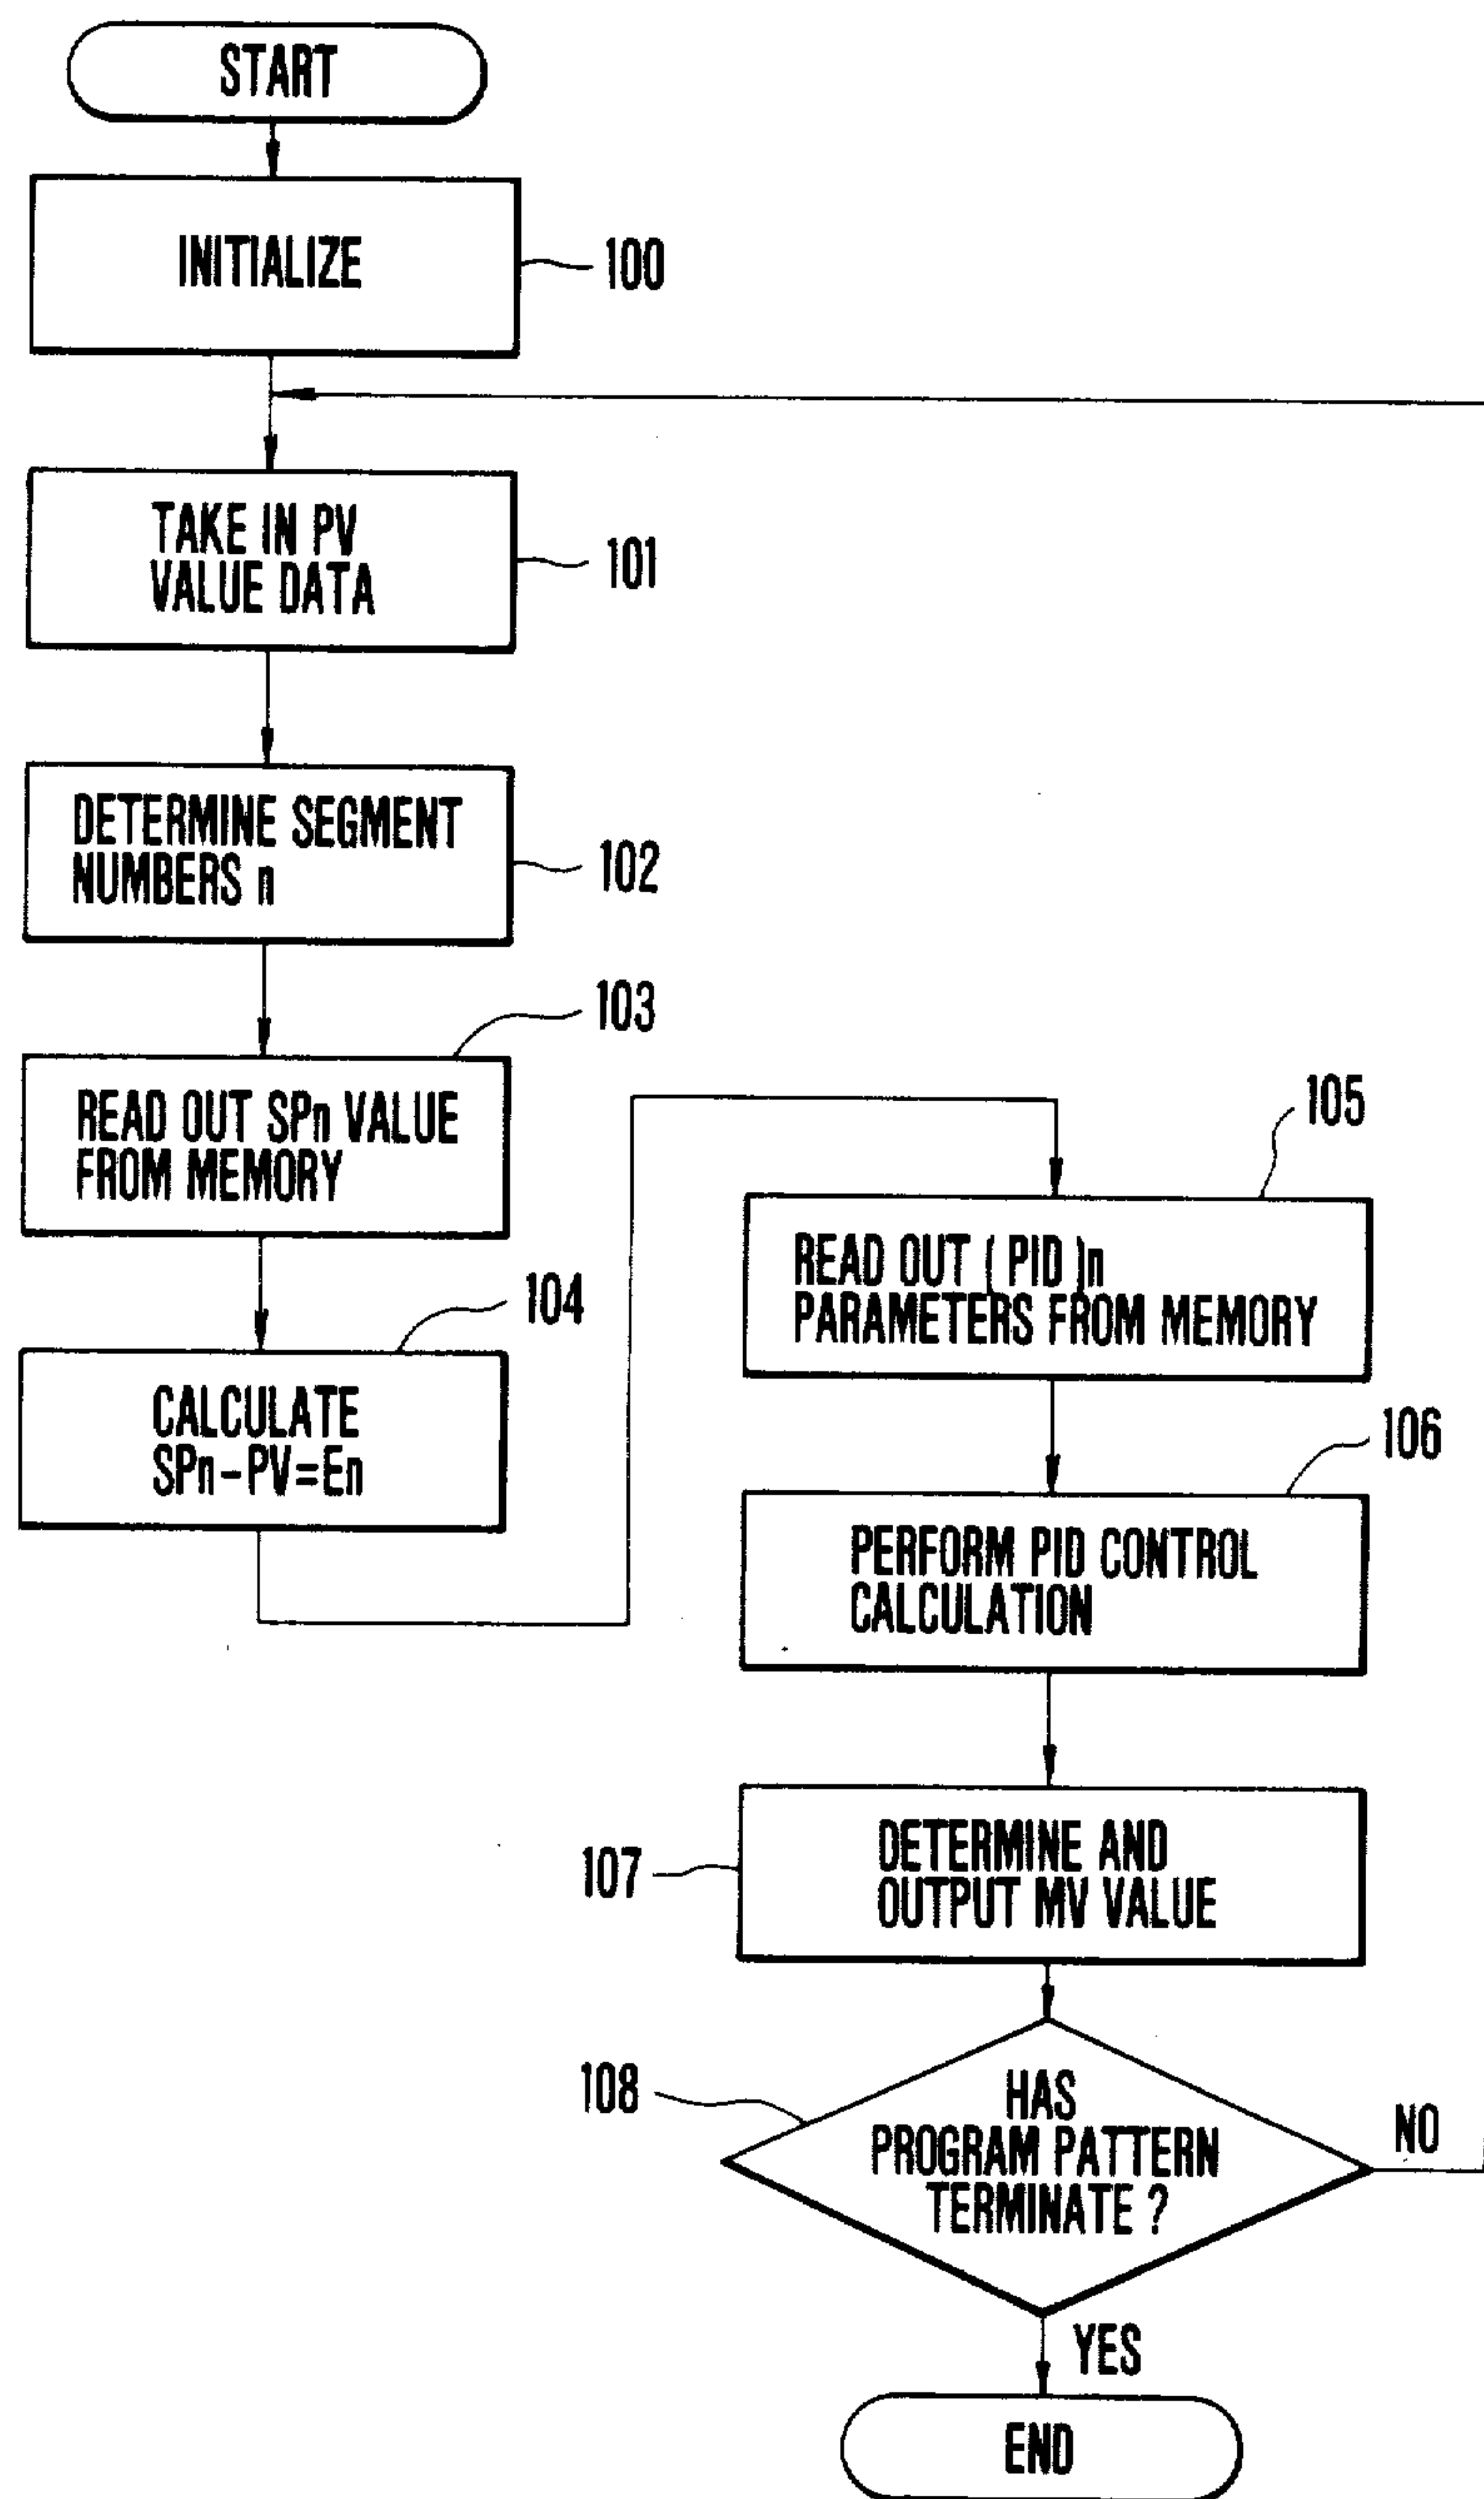 START
INITIALIZE
100
TAKE IN PV
VALUE DATA
101
DETERMINE SEGMENT
NUMBERS n
102
103
READ OUT SPn VALUE
FROM MEMORY
104
CALCULATE
SPn-PV=En
105
READ OUT (PID)n
PARAMETERS FROM MEMORY
106
PERFORM PID CONTROL
CALCULATION
107
DETERMINE AND
OUTPUT MV VALUE
108
HAS
PROGRAM PATTERN
TERMINATE ?
NO
YES
END